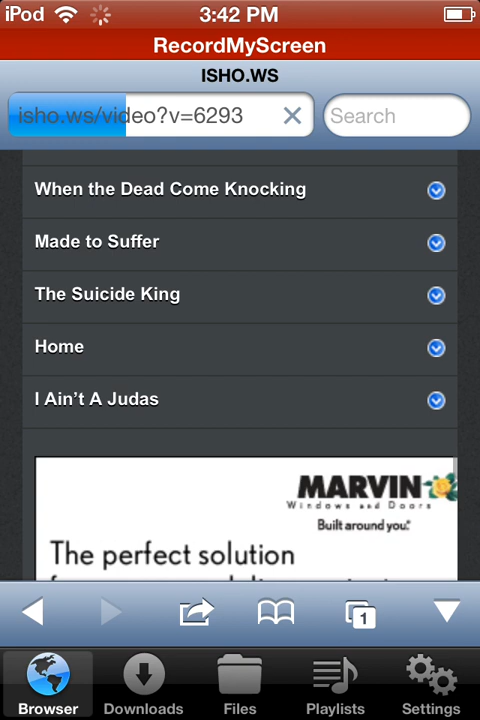 iPod 3:42 PM
RecordMyScreen
ISHO.WS
isho.ws/video?v=6293 Search
When the Dead Come Knocking
Made to Suffer
The Suicide King
Home
I Ain't A Judas
MARVIN
Windows and Doors
Built around you.®
The perfect solution
1
Browser Downloads Files Playlists Settings